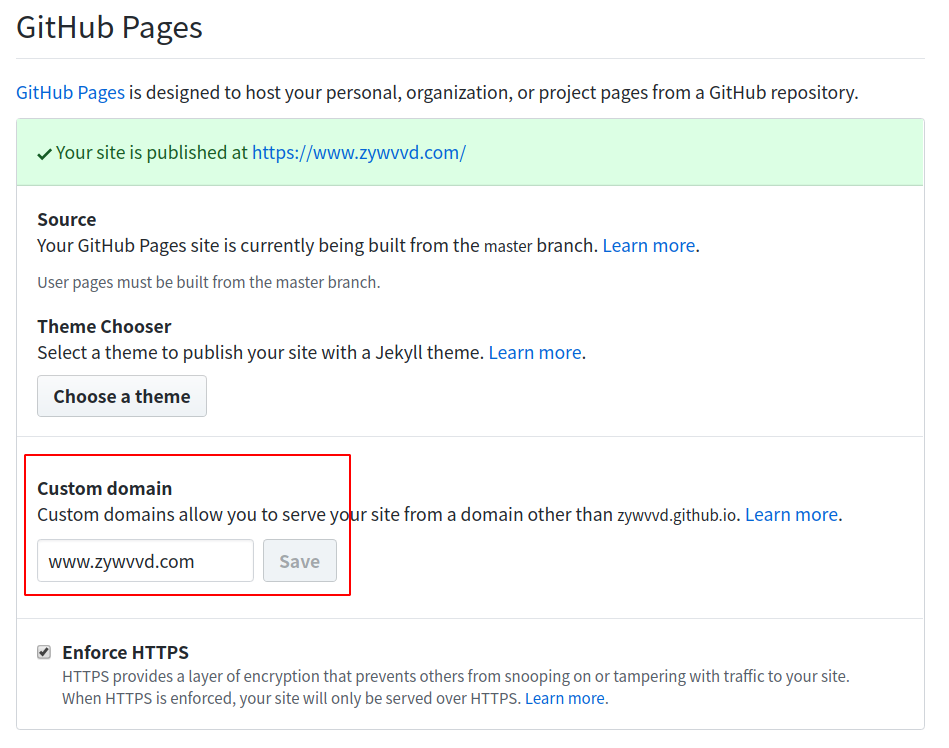 GitHub Pages
GitHub Pages is designed to host your personal, organization, or project pages from a GitHub repository.
Your site is published at https://www.zywvvd.com/
Source
Your GitHub Pages site is currently being built from the master branch. Learn more.
User pages must be built from the master branch.
Theme Chooser
Select a theme to publish your site with a Jekyll theme. Learn more.
Choose a theme
Custom domain
Custom domains allow you to serve your site from a domain other than zywvvd.github.io. Learn more.
www.zywvvd.com Save
Enforce HTTPS
HTTPS provides a layer of encryption that prevents others from snooping on or tampering with traffic to your site.
When HTTPS is enforced, your site will only be served over HTTPS. Learn more.